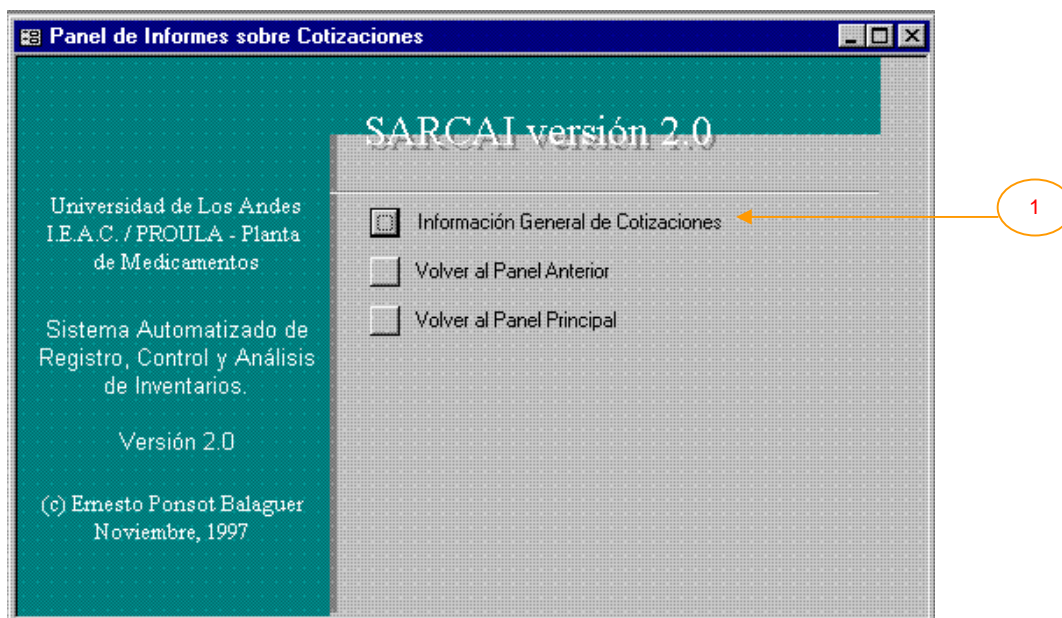 Panel de Informes sobre Cotizaciones
SARCAI versión 2.0
Universidad de Los Andes
I.E.A.C. / PROULA - Planta
de Medicamentos
Sistema Automatizado de
Registro, Control y Análisis
de Inventarios.
Versión 2.0
(c) Ernesto Ponsot Balaguer
Noviembre, 1997
Información General de Cotizaciones
1
Volver al Panel Anterior
Volver al Panel Principal